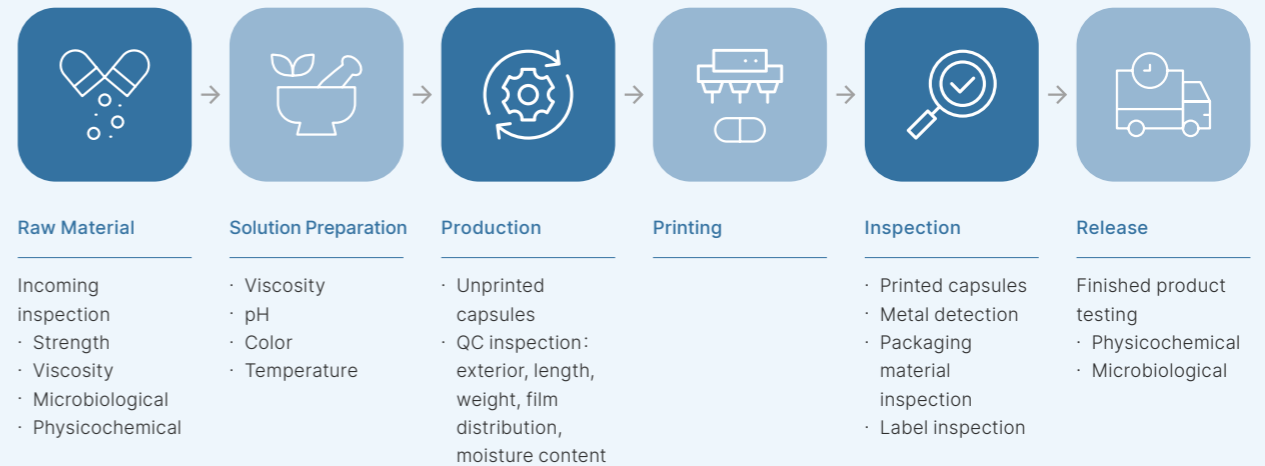 Raw Material
Incoming
inspection
· Strength
· Viscosity
· Microbiological
· Physicochemical
Solution Preparation
· Viscosity
· pH
· Color
· Temperature
Production
· Unprinted
capsules
· QC inspection:
exterior, length,
weight, film
distribution,
moisture content
Printing
Inspection
· Printed capsules
· Metal detection
· Packaging
material
inspection
· Label inspection
Release
Finished product
testing
· Physicochemical
· Microbiological